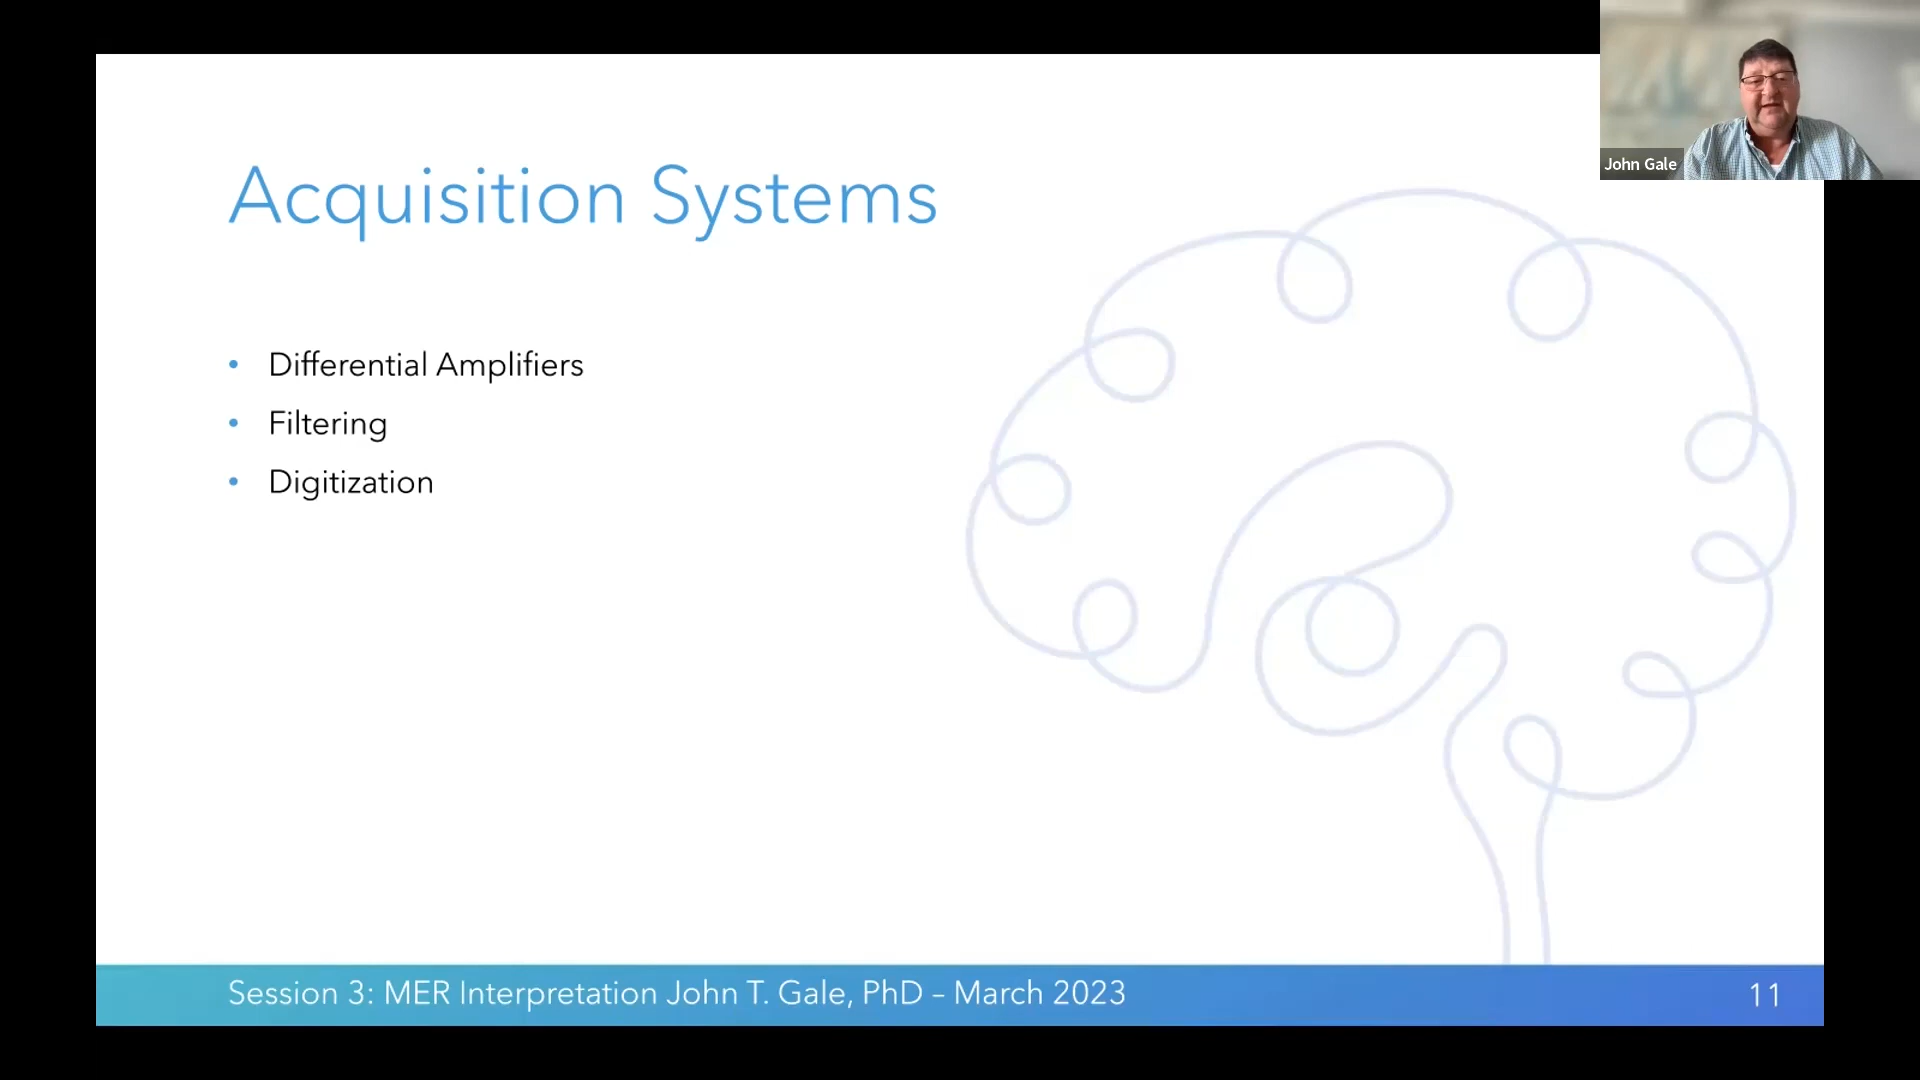 John Gale
Acquisition Systems
• Differential Amplifiers
• Filtering
• Digitization
Session 3: MER Interpretation John T. Gale, PhD – March 2023
11